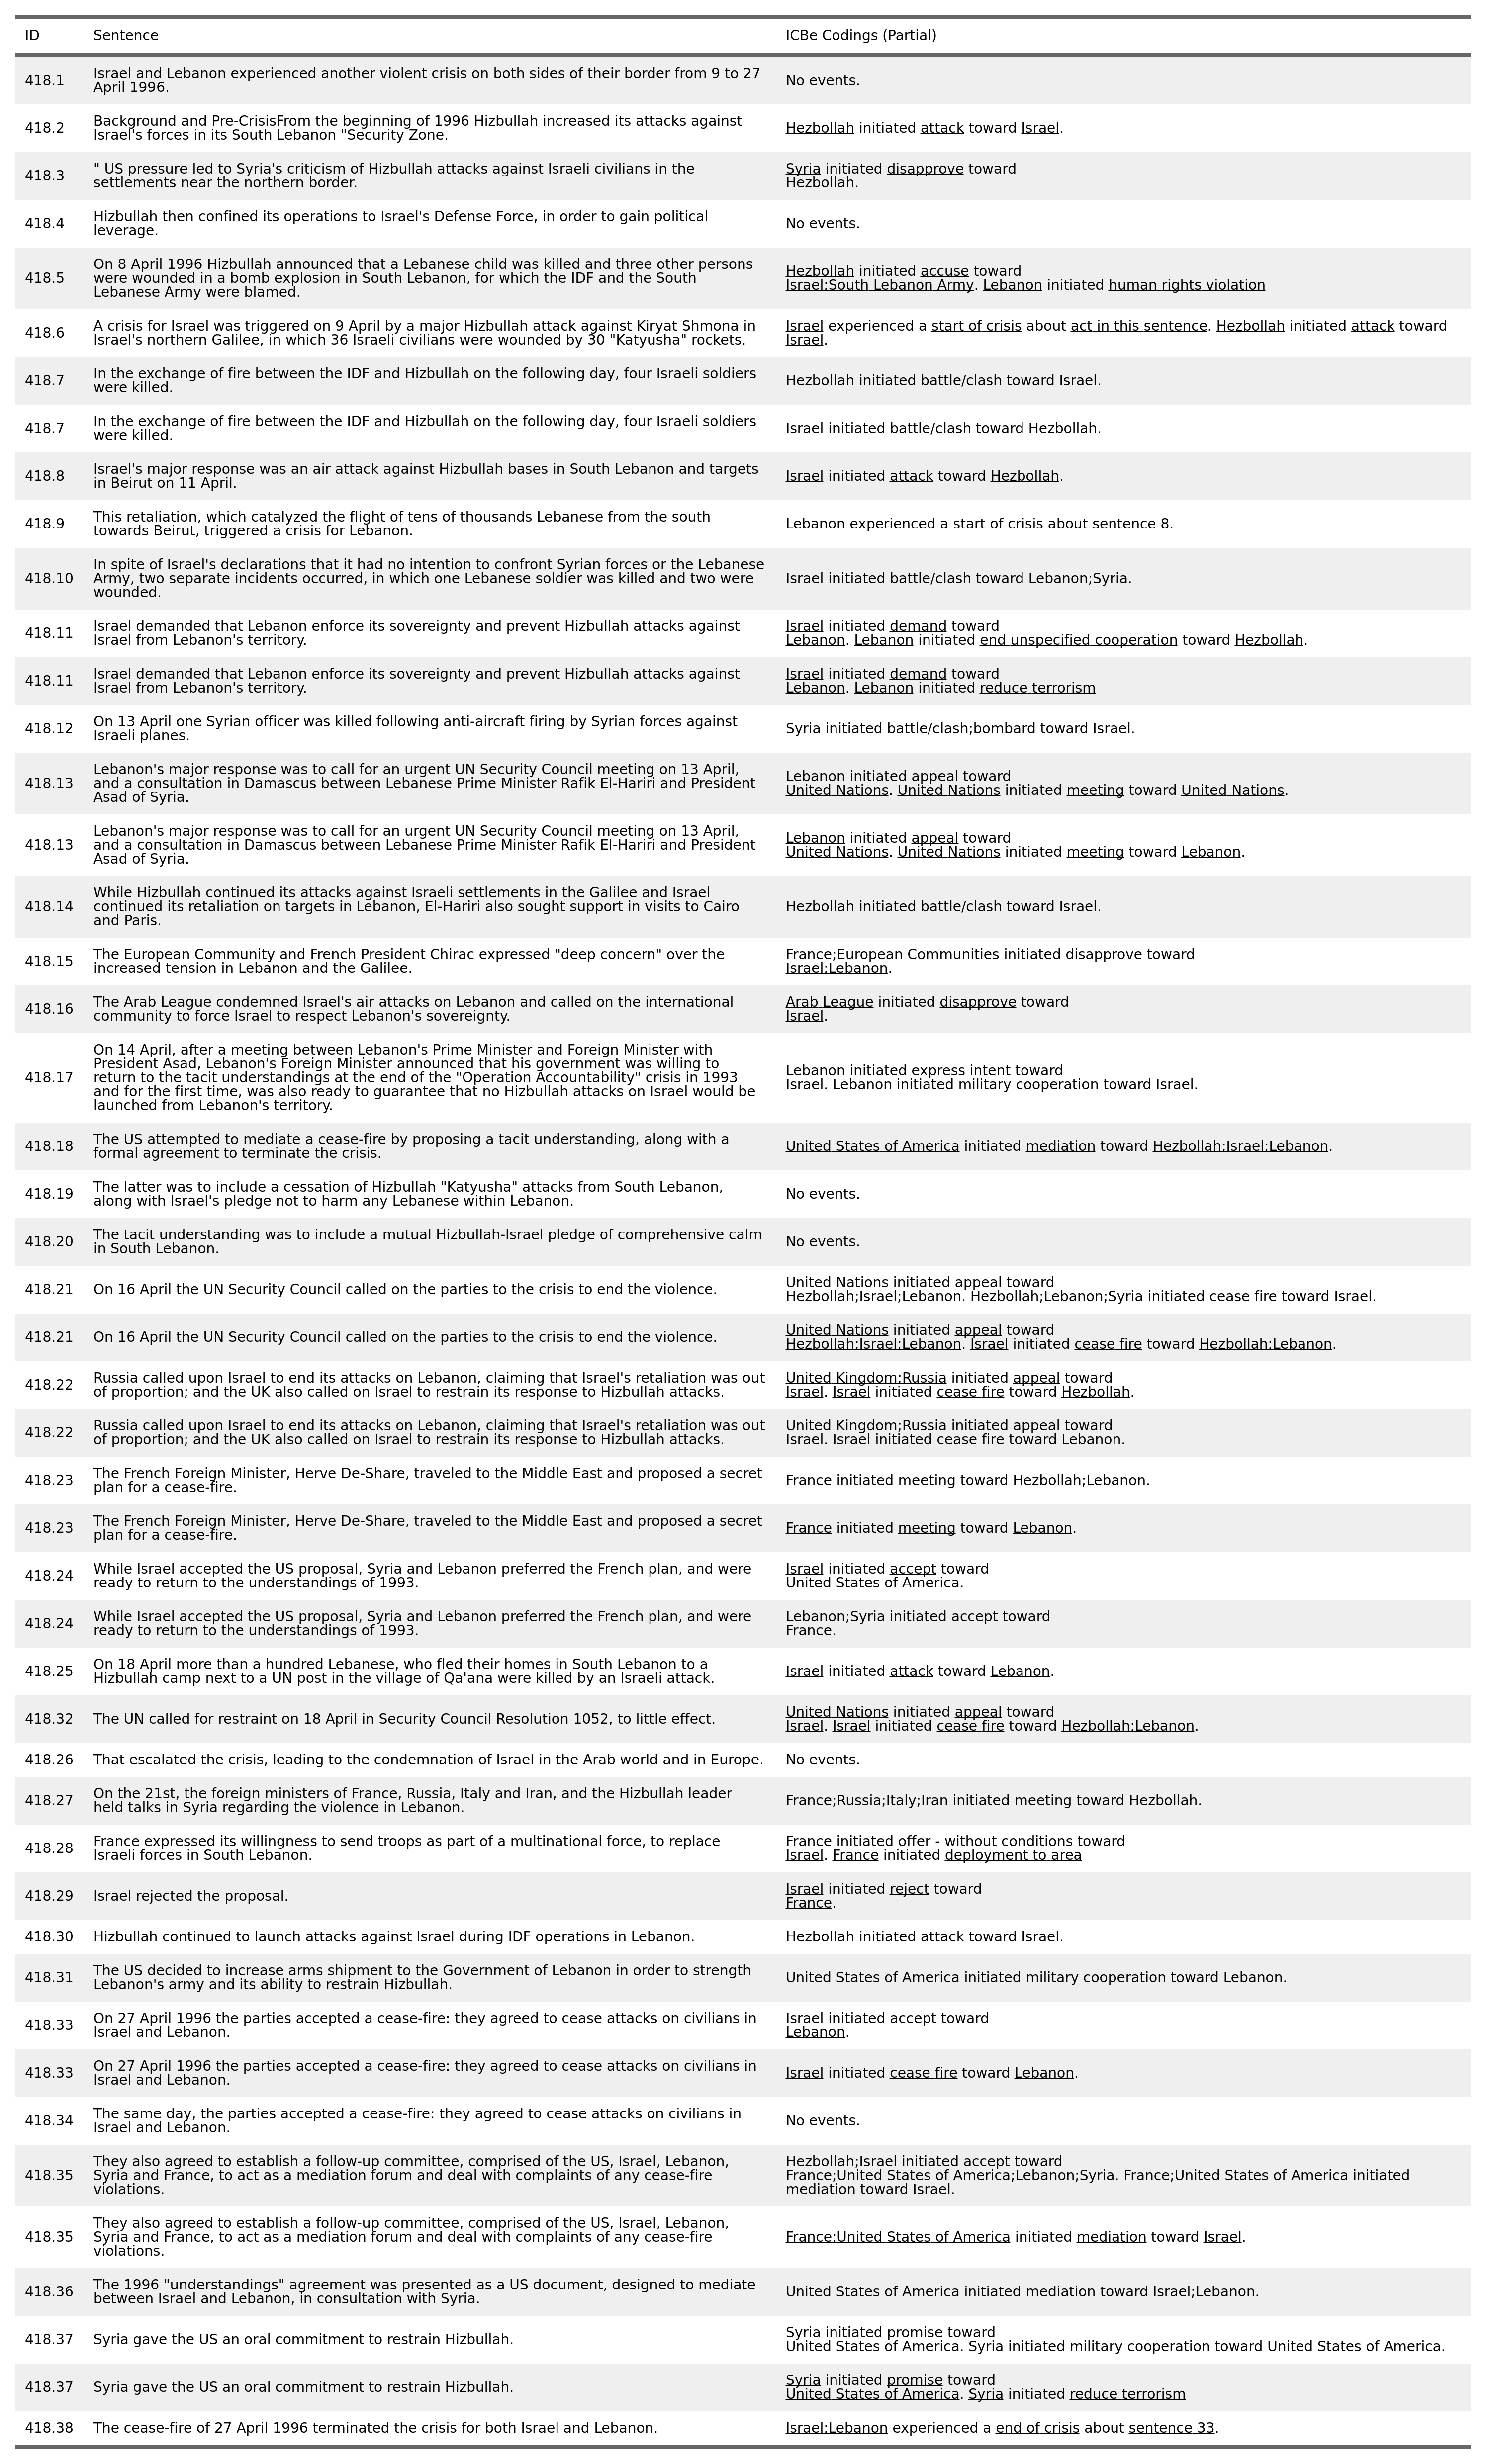 ID Sentence ICBe Codings (Partial)
418.1 Israel and Lebanon experienced another violent crisis on both sides of their border from 9 to 27
April 1996.
No events.
418.2 Background and Pre-CrisisFrom the beginning of 1996 Hizbullah increased its attacks against
Israel's forces in its South Lebanon "Security Zone.
Hezbollah initiated attack toward Israel.
418.3 " US pressure led to Syria's criticism of Hizbullah attacks against Israeli civilians in the
settlements near the northern border.
Syria initiated disapprove toward
Hezbollah.
418.4 Hizbullah then confined its operations to Israel's Defense Force, in order to gain political
leverage.
No events.
418.5 On 8 April 1996 Hizbullah announced that a Lebanese child was killed and three other persons
were wounded in a bomb explosion in South Lebanon, for which the IDF and the South
Lebanese Army were blamed.
Hezbollah initiated accuse toward
Israel;South Lebanon Army. Lebanon initiated human rights violation
418.6 A crisis for Israel was triggered on 9 April by a major Hizbullah attack against Kiryat Shmona in
Israel's northern Galilee, in which 36 Israeli civilians were wounded by 30 "Katyusha" rockets.
Israel experienced a start of crisis about act in this sentence. Hezbollah initiated attack toward
Israel.
418.7 In the exchange of fire between the IDF and Hizbullah on the following day, four Israeli soldiers
were killed.
Hezbollah initiated battle/clash toward Israel.
418.7 In the exchange of fire between the IDF and Hizbullah on the following day, four Israeli soldiers
were killed.
Israel initiated battle/clash toward Hezbollah.
418.8 Israel's major response was an air attack against Hizbullah bases in South Lebanon and targets
in Beirut on 11 April.
Israel initiated attack toward Hezbollah.
418.9 This retaliation, which catalyzed the flight of tens of thousands Lebanese from the south
towards Beirut, triggered a crisis for Lebanon.
Lebanon experienced a start of crisis about sentence 8.
418.10 In spite of Israel's declarations that it had no intention to confront Syrian forces or the Lebanese
Army, two separate incidents occurred, in which one Lebanese soldier was killed and two were
wounded.
Israel initiated battle/clash toward Lebanon;Syria.
418.11 Israel demanded that Lebanon enforce its sovereignty and prevent Hizbullah attacks against
Israel from Lebanon's territory.
Israel initiated demand toward
Lebanon. Lebanon initiated end unspecified cooperation toward Hezbollah.
418.11 Israel demanded that Lebanon enforce its sovereignty and prevent Hizbullah attacks against
Israel from Lebanon's territory.
Israel initiated demand toward
Lebanon. Lebanon initiated reduce terrorism
418.12 On 13 April one Syrian officer was killed following anti-aircraft firing by Syrian forces against
Israeli planes.
Syria initiated battle/clash;bombard toward Israel.
418.13 Lebanon's major response was to call for an urgent UN Security Council meeting on 13 April,
and a consultation in Damascus between Lebanese Prime Minister Rafik El-Hariri and President
Asad of Syria.
Lebanon initiated appeal toward
United Nations. United Nations initiated meeting toward United Nations.
418.13 Lebanon's major response was to call for an urgent UN Security Council meeting on 13 April,
and a consultation in Damascus between Lebanese Prime Minister Rafik El-Hariri and President
Asad of Syria.
Lebanon initiated appeal toward
United Nations. United Nations initiated meeting toward Lebanon.
418.14 While Hizbullah continued its attacks against Israeli settlements in the Galilee and Israel
continued its retaliation on targets in Lebanon, El-Hariri also sought support in visits to Cairo
and Paris.
Hezbollah initiated battle/clash toward Israel.
418.15 The European Community and French President Chirac expressed "deep concern" over the
increased tension in Lebanon and the Galilee.
France;European Communities initiated disapprove toward
Israel;Lebanon.
418.16 The Arab League condemned Israel's air attacks on Lebanon and called on the international
community to force Israel to respect Lebanon's sovereignty.
Arab League initiated disapprove toward
Israel.
418.17 On 14 April, after a meeting between Lebanon's Prime Minister and Foreign Minister with
President Asad, Lebanon's Foreign Minister announced that his government was willing to
return to the tacit understandings at the end of the "Operation Accountability" crisis in 1993
and for the first time, was also ready to guarantee that no Hizbullah attacks on Israel would be
launched from Lebanon's territory.
Lebanon initiated express intent toward
Israel. Lebanon initiated military cooperation toward Israel.
418.18 The US attempted to mediate a cease-fire by proposing a tacit understanding, along with a
formal agreement to terminate the crisis.
United States of America initiated mediation toward Hezbollah;Israel;Lebanon.
418.19 The latter was to include a cessation of Hizbullah "Katyusha" attacks from South Lebanon,
along with Israel's pledge not to harm any Lebanese within Lebanon.
No events.
418.20 The tacit understanding was to include a mutual Hizbullah-Israel pledge of comprehensive calm
in South Lebanon.
No events.
418.21 On 16 April the UN Security Council called on the parties to the crisis to end the violence.
United Nations initiated appeal toward
Hezbollah;Israel;Lebanon. Hezbollah;Lebanon;Syria initiated cease fire toward Israel.
418.21 On 16 April the UN Security Council called on the parties to the crisis to end the violence.
United Nations initiated appeal toward
Hezbollah;Israel;Lebanon. Israel initiated cease fire toward Hezbollah;Lebanon.
418.22 Russia called upon Israel to end its attacks on Lebanon, claiming that Israel's retaliation was out
of proportion; and the UK also called on Israel to restrain its response to Hizbullah attacks.
United Kingdom;Russia initiated appeal toward
Israel. Israel initiated cease fire toward Hezbollah.
418.22 Russia called upon Israel to end its attacks on Lebanon, claiming that Israel's retaliation was out
of proportion; and the UK also called on Israel to restrain its response to Hizbullah attacks.
United Kingdom;Russia initiated appeal toward
Israel. Israel initiated cease fire toward Lebanon.
418.23 The French Foreign Minister, Herve De-Share, traveled to the Middle East and proposed a secret
plan for a cease-fire.
France initiated meeting toward Hezbollah;Lebanon.
418.23 The French Foreign Minister, Herve De-Share, traveled to the Middle East and proposed a secret
plan for a cease-fire.
France initiated meeting toward Lebanon.
418.24 While Israel accepted the US proposal, Syria and Lebanon preferred the French plan, and were
ready to return to the understandings of 1993.
Israel initiated accept toward
United States of America.
418.24 While Israel accepted the US proposal, Syria and Lebanon preferred the French plan, and were
ready to return to the understandings of 1993.
Lebanon;Syria initiated accept toward
France.
418.25 On 18 April more than a hundred Lebanese, who fled their homes in South Lebanon to a
Hizbullah camp next to a UN post in the village of Qa'ana were killed by an Israeli attack.
Israel initiated attack toward Lebanon.
418.32 The UN called for restraint on 18 April in Security Council Resolution 1052, to little effect.
United Nations initiated appeal toward
Israel. Israel initiated cease fire toward Hezbollah;Lebanon.
418.26 That escalated the crisis, leading to the condemnation of Israel in the Arab world and in Europe.
No events.
418.27 On the 21st, the foreign ministers of France, Russia, Italy and Iran, and the Hizbullah leader
held talks in Syria regarding the violence in Lebanon.
France;Russia;Italy;Iran initiated meeting toward Hezbollah.
418.28 France expressed its willingness to send troops as part of a multinational force, to replace
Israeli forces in South Lebanon.
France initiated offer - without conditions toward
Israel. France initiated deployment to area
418.29 Israel rejected the proposal.
Israel initiated reject toward
France.
418.30 Hizbullah continued to launch attacks against Israel during IDF operations in Lebanon.
Hezbollah initiated attack toward Israel.
418.31 The US decided to increase arms shipment to the Government of Lebanon in order to strength
Lebanon's army and its ability to restrain Hizbullah.
United States of America initiated military cooperation toward Lebanon.
418.33 On 27 April 1996 the parties accepted a cease-fire: they agreed to cease attacks on civilians in
Israel and Lebanon.
Israel initiated accept toward
Lebanon.
418.33 On 27 April 1996 the parties accepted a cease-fire: they agreed to cease attacks on civilians in
Israel and Lebanon.
Israel initiated cease fire toward Lebanon.
418.34 The same day, the parties accepted a cease-fire: they agreed to cease attacks on civilians in
Israel and Lebanon.
No events.
418.35 They also agreed to establish a follow-up committee, comprised of the US, Israel, Lebanon,
Syria and France, to act as a mediation forum and deal with complaints of any cease-fire
violations.
Hezbollah;Israel initiated accept toward
France;United States of America;Lebanon;Syria. France;United States of America initiated
mediation toward Israel.
418.35 They also agreed to establish a follow-up committee, comprised of the US, Israel, Lebanon,
Syria and France, to act as a mediation forum and deal with complaints of any cease-fire
violations.
France;United States of America initiated mediation toward Israel.
418.36 The 1996 "understandings" agreement was presented as a US document, designed to mediate
between Israel and Lebanon, in consultation with Syria.
United States of America initiated mediation toward Israel;Lebanon.
418.37 Syria gave the US an oral commitment to restrain Hizbullah.
Syria initiated promise toward
United States of America. Syria initiated military cooperation toward United States of America.
418.37 Syria gave the US an oral commitment to restrain Hizbullah.
Syria initiated promise toward
United States of America. Syria initiated reduce terrorism
418.38 The cease-fire of 27 April 1996 terminated the crisis for both Israel and Lebanon.
Israel;Lebanon experienced a end of crisis about sentence 33.